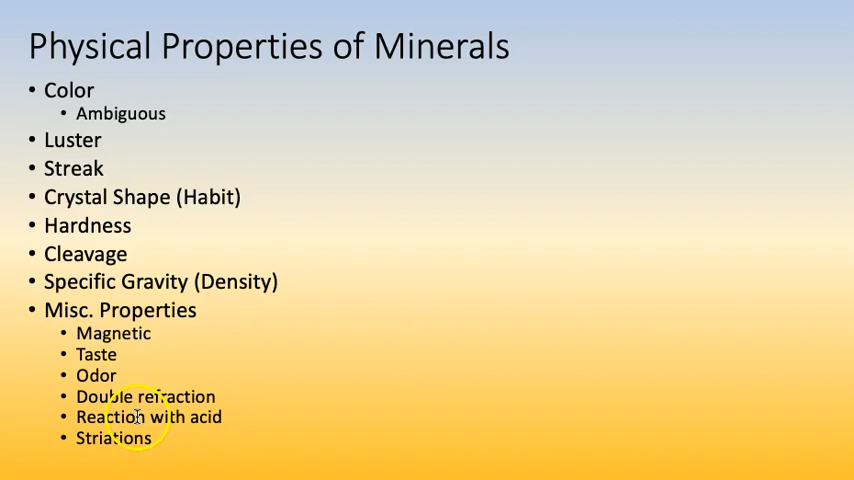 Physical Properties of Minerals
• Color
• Ambiguous
• Luster
• Streak
• Crystal Shape (Habit)
• Hardness
• Cleavage
• Specific Gravity (Density)
• Misc. Properties
• Magnetic
• Taste
• Odor
• Double refraction
• Reaction with acid
• Striations